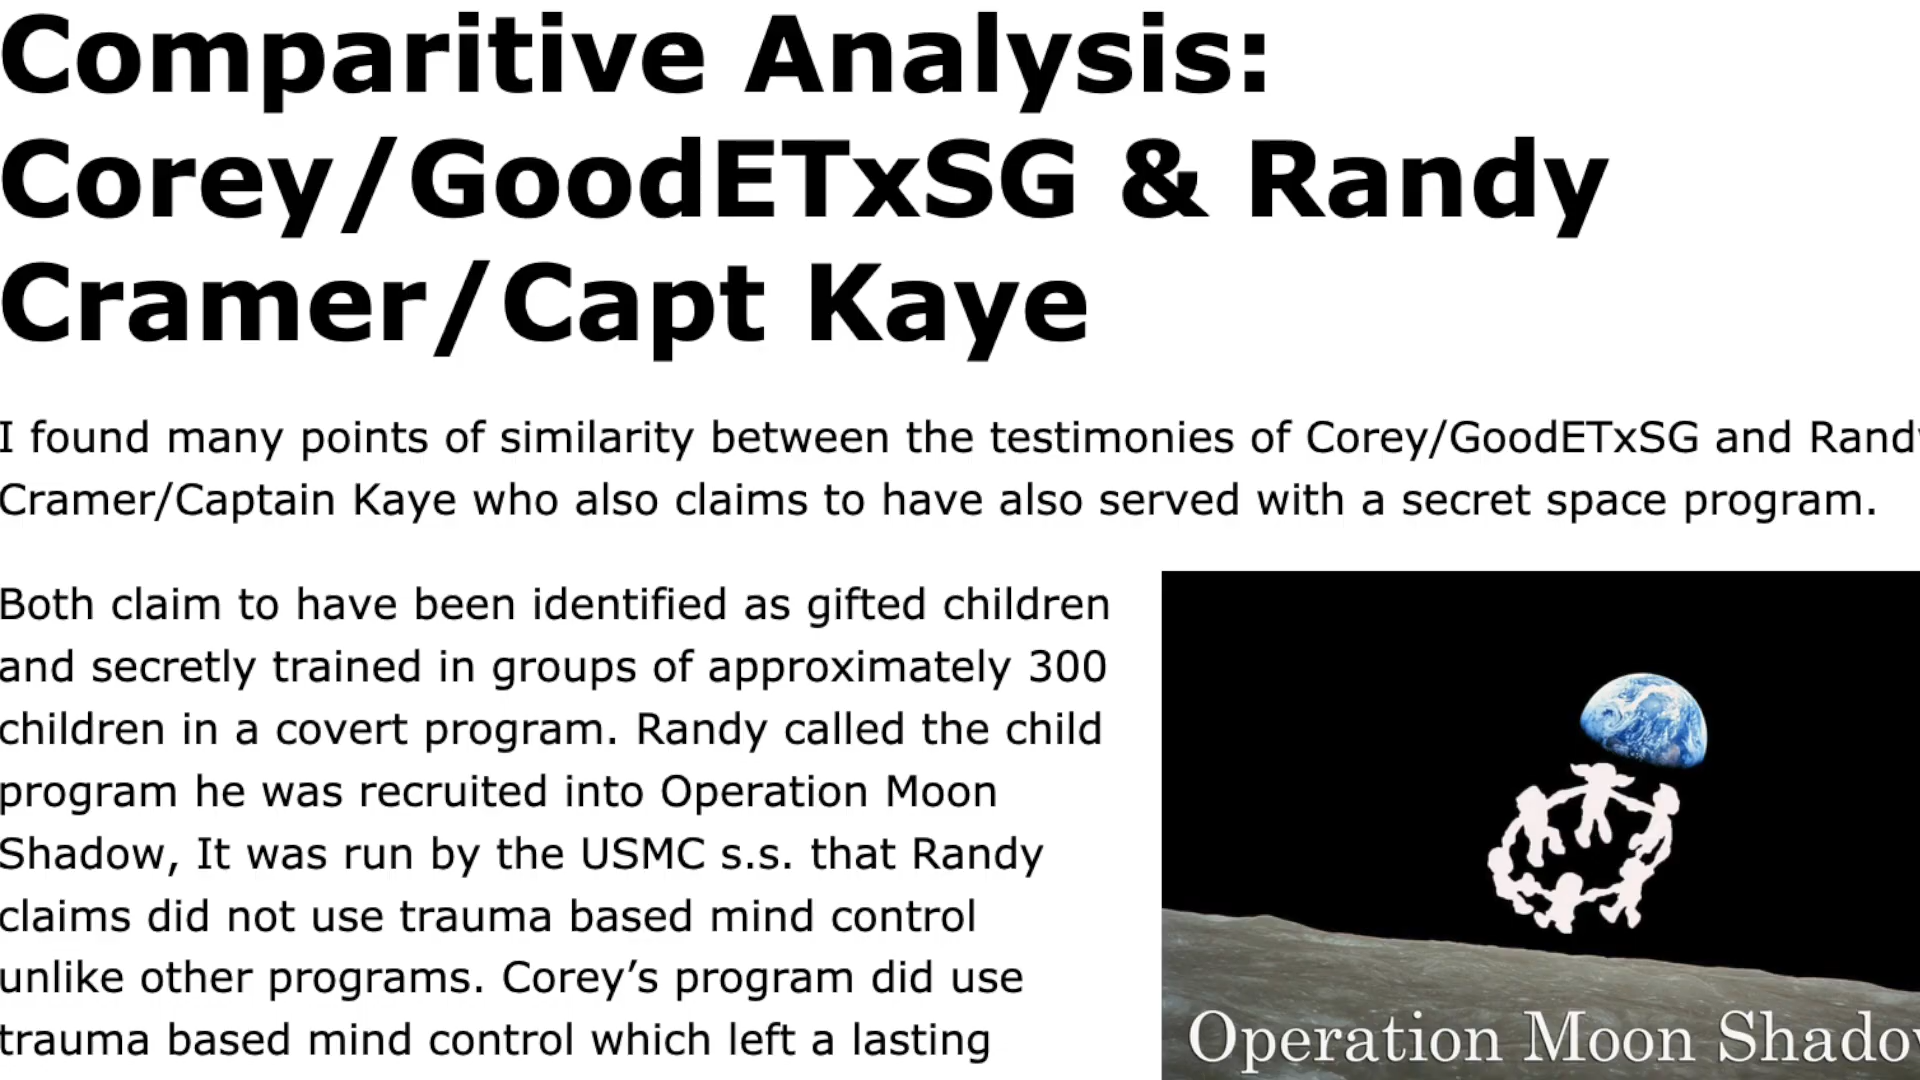 Comparitive Analysis:
Corey/GoodETxSG & Randy
Cramer/Capt Kaye
I found many points of similarity between the testimonies of Corey/GoodETxSG and Randy
Cramer/Captain Kaye who also claims to have also served with a secret space program.
Both claim to have been identified as gifted children
and secretly trained in groups of approximately 300
children in a covert program. Randy called the child
program he was recruited into Operation Moon
Shadow, It was run by the USMC s.s. that Randy
claims did not use trauma based mind control
unlike other programs. Corey’s program did use
trauma based mind control which left a lasting
Operation Moon Shadow